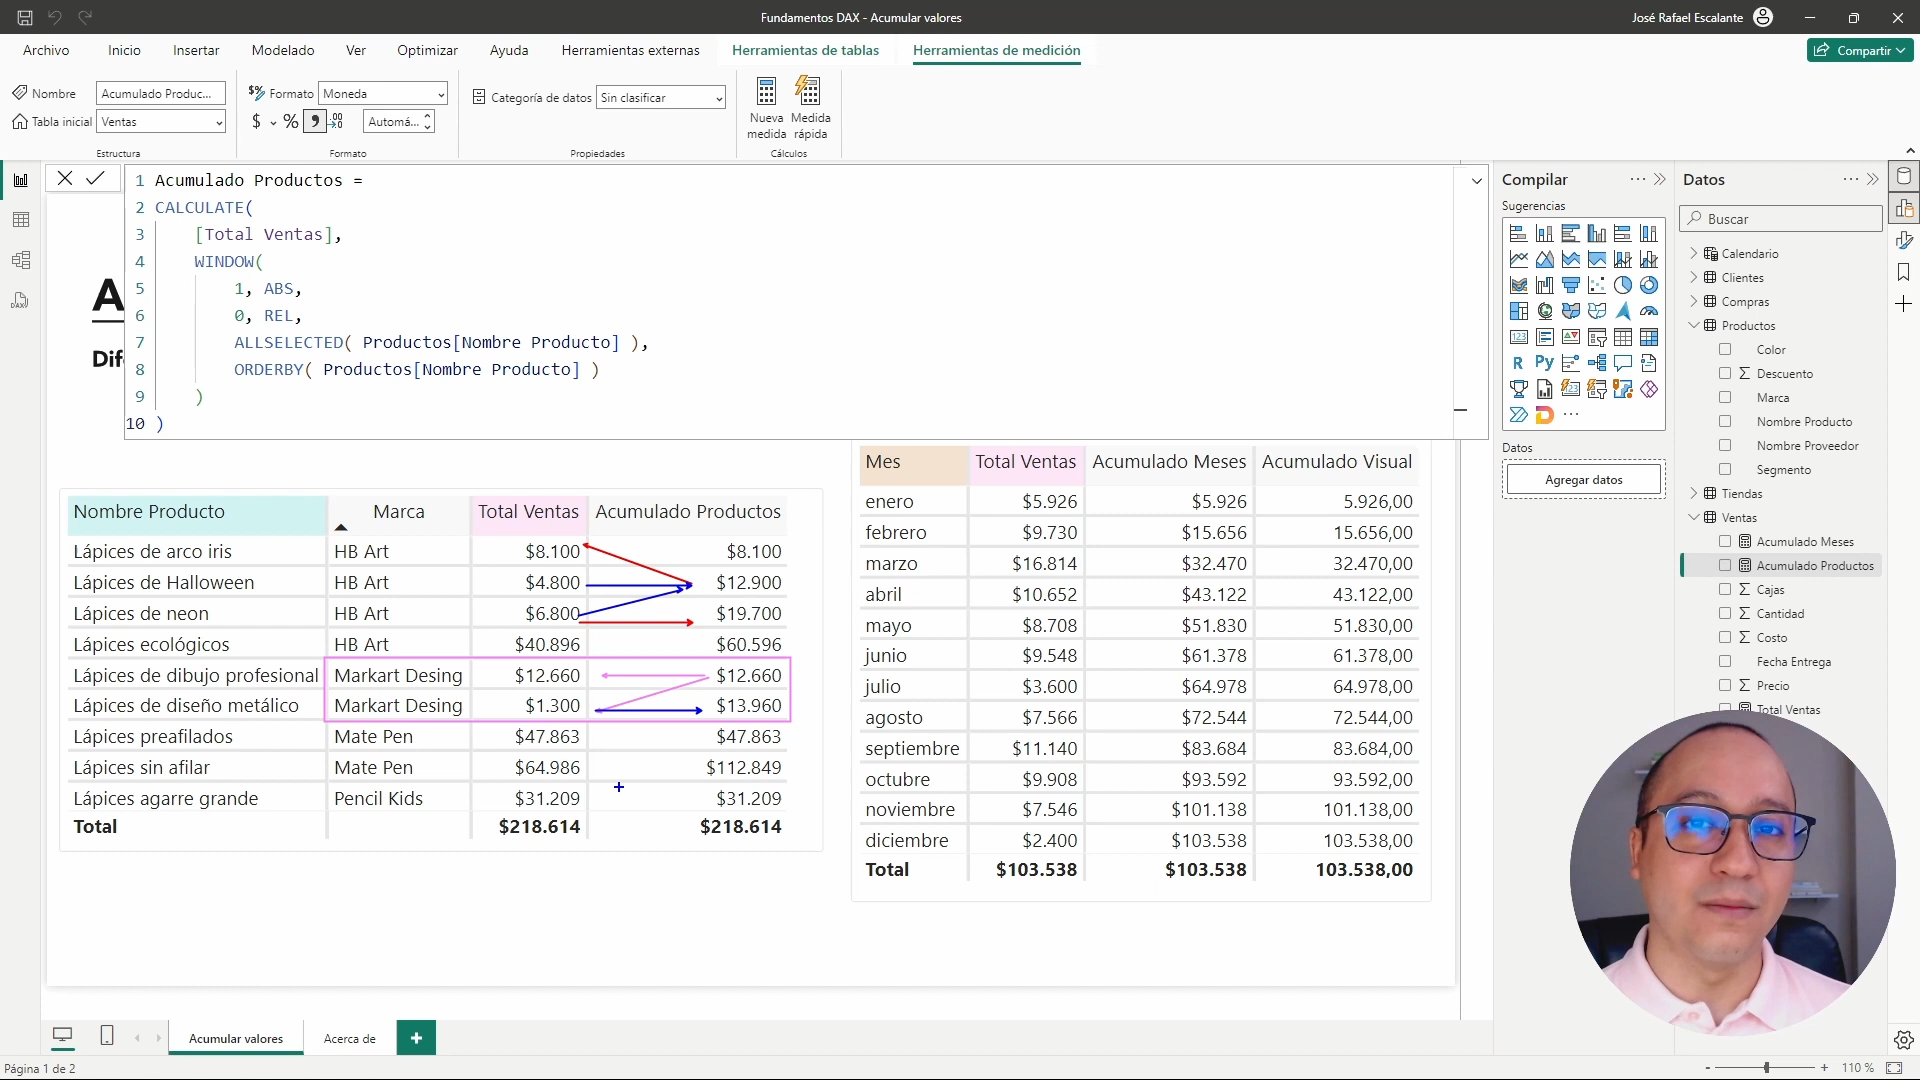 Fundamentos DAX - Acumular valores
José Rafael Escalante
Archivo Inicio Insertar Modelado Ver Optimizar Ayuda Herramientas externas Herramientas de tablas Herramientas de medición
Compartir
Nombre Acumulado Produc...
Tabla inicial Ventas
Estructura
Formato Moneda
$ % 9 .00 Automá...
Formato
Categoría de datos Sin clasificar
Propiedades
Nueva medida
Medida rápida
Cálculos
1 Acumulado Productos =
2 CALCULATE(
3 [Total Ventas],
4 WINDOW(
5 1, ABS,
6 0, REL,
7 ALLSELECTED( Productos[Nombre Producto] ),
8 ORDERBY( Productos[Nombre Producto] )
9 )
10 )
A
Dif
Nombre Producto Marca Total Ventas Acumulado Productos
Lápices de arco iris HB Art $8.100 $8.100
Lápices de Halloween HB Art $4.800 $12.900
Lápices de neon HB Art $6.800 $19.700
Lápices ecológicos HB Art $40.896 $60.596
Lápices de dibujo profesional Markart Desing $12.660 $12.660
Lápices de diseño metálico Markart Desing $1.300 $13.960
Lápices preafilados Mate Pen $47.863 $47.863
Lápices sin afilar Mate Pen $64.986 $112.849
Lápices agarre grande Pencil Kids $31.209 $31.209
Total $218.614 $218.614
Mes Total Ventas Acumulado Meses Acumulado Visual
enero $5.926 $5.926 5.926,00
febrero $9.730 $15.656 15.656,00
marzo $16.814 $32.470 32.470,00
abril $10.652 $43.122 43.122,00
mayo $8.708 $51.830 51.830,00
junio $9.548 $61.378 61.378,00
julio $3.600 $64.978 64.978,00
agosto $7.566 $72.544 72.544,00
septiembre $11.140 $83.684 83.684,00
octubre $9.908 $93.592 93.592,00
noviembre $7.546 $101.138 101.138,00
diciembre $2.400 $103.538 103.538,00
Total $103.538 $103.538 103.538,00
Compilar
Sugerencias
R Py
Datos
Agregar datos
Datos
Buscar
Calendario
Clientes
Compras
Productos
Color
Descuento
Marca
Nombre Producto
Nombre Proveedor
Segmento
Tiendas
Ventas
Acumulado Meses
Acumulado Productos
Cajas
Cantidad
Costo
Fecha Entrega
Precio
Total Ventas
Acumular valores Acerca de
Página 1 de 2
110 %